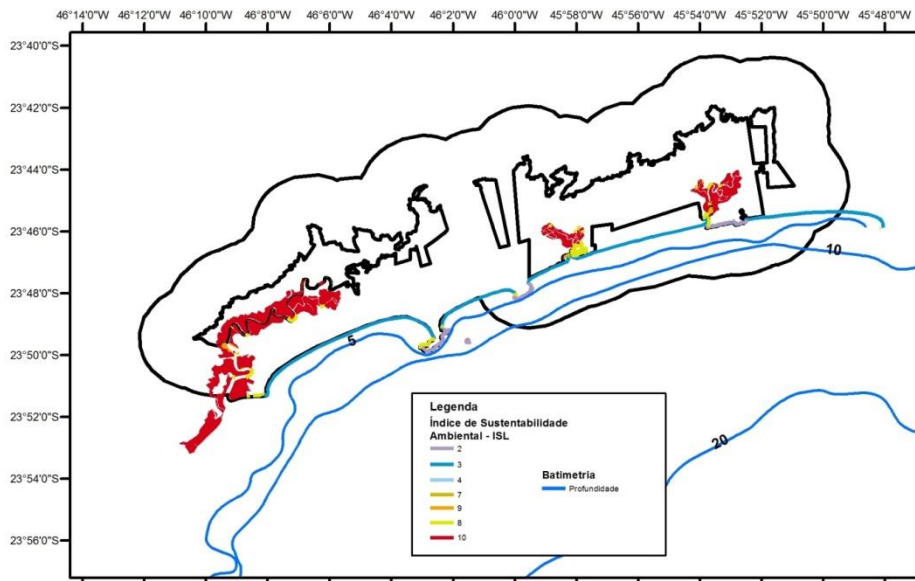 46°14'0"O 46°12'0"O 46°10'0"O 46°8'0"O 46°6'0"O 46°4'0"O 46°2'0"O 46°0'0"O 45°58'0"O 45°56'0"O 45°54'0"O 45°52'0"O 45°50'0"O 45°48'0"O
23°40'0"S
23°42'0"S
23°44'0"S
23°46'0"S
10
23°48'0"S
5
23°50'0"S
23°52'0"S
20
23°54'0"S
23°56'0"S
Legenda
Índice de Sustentabilidade
Ambiental - ISL
2
3
4
7
9
8
10
Batimetria
Profundidade